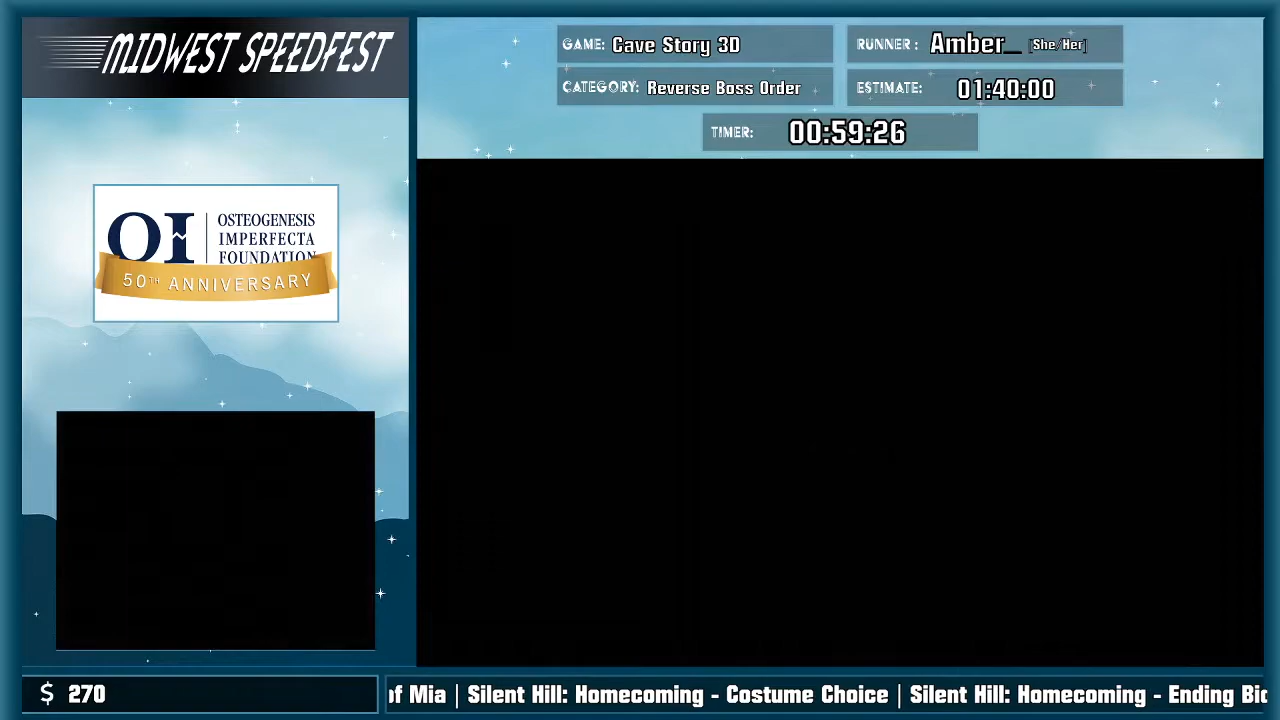 MIDWEST SPEEDFEST
GAME: Cave Story 3D
RUNNER: Amber_ [She/Her]
CATEGORY: Reverse Boss Order
ESTIMATE: 01:40:00
TIMER: 00:59:26
OI
OSTEOGENESIS
IMPERFECTA
FOUNDATION
50TH ANNIVERSARY
$ 270
of Mia | Silent Hill: Homecoming - Costume Choice | Silent Hill: Homecoming - Ending